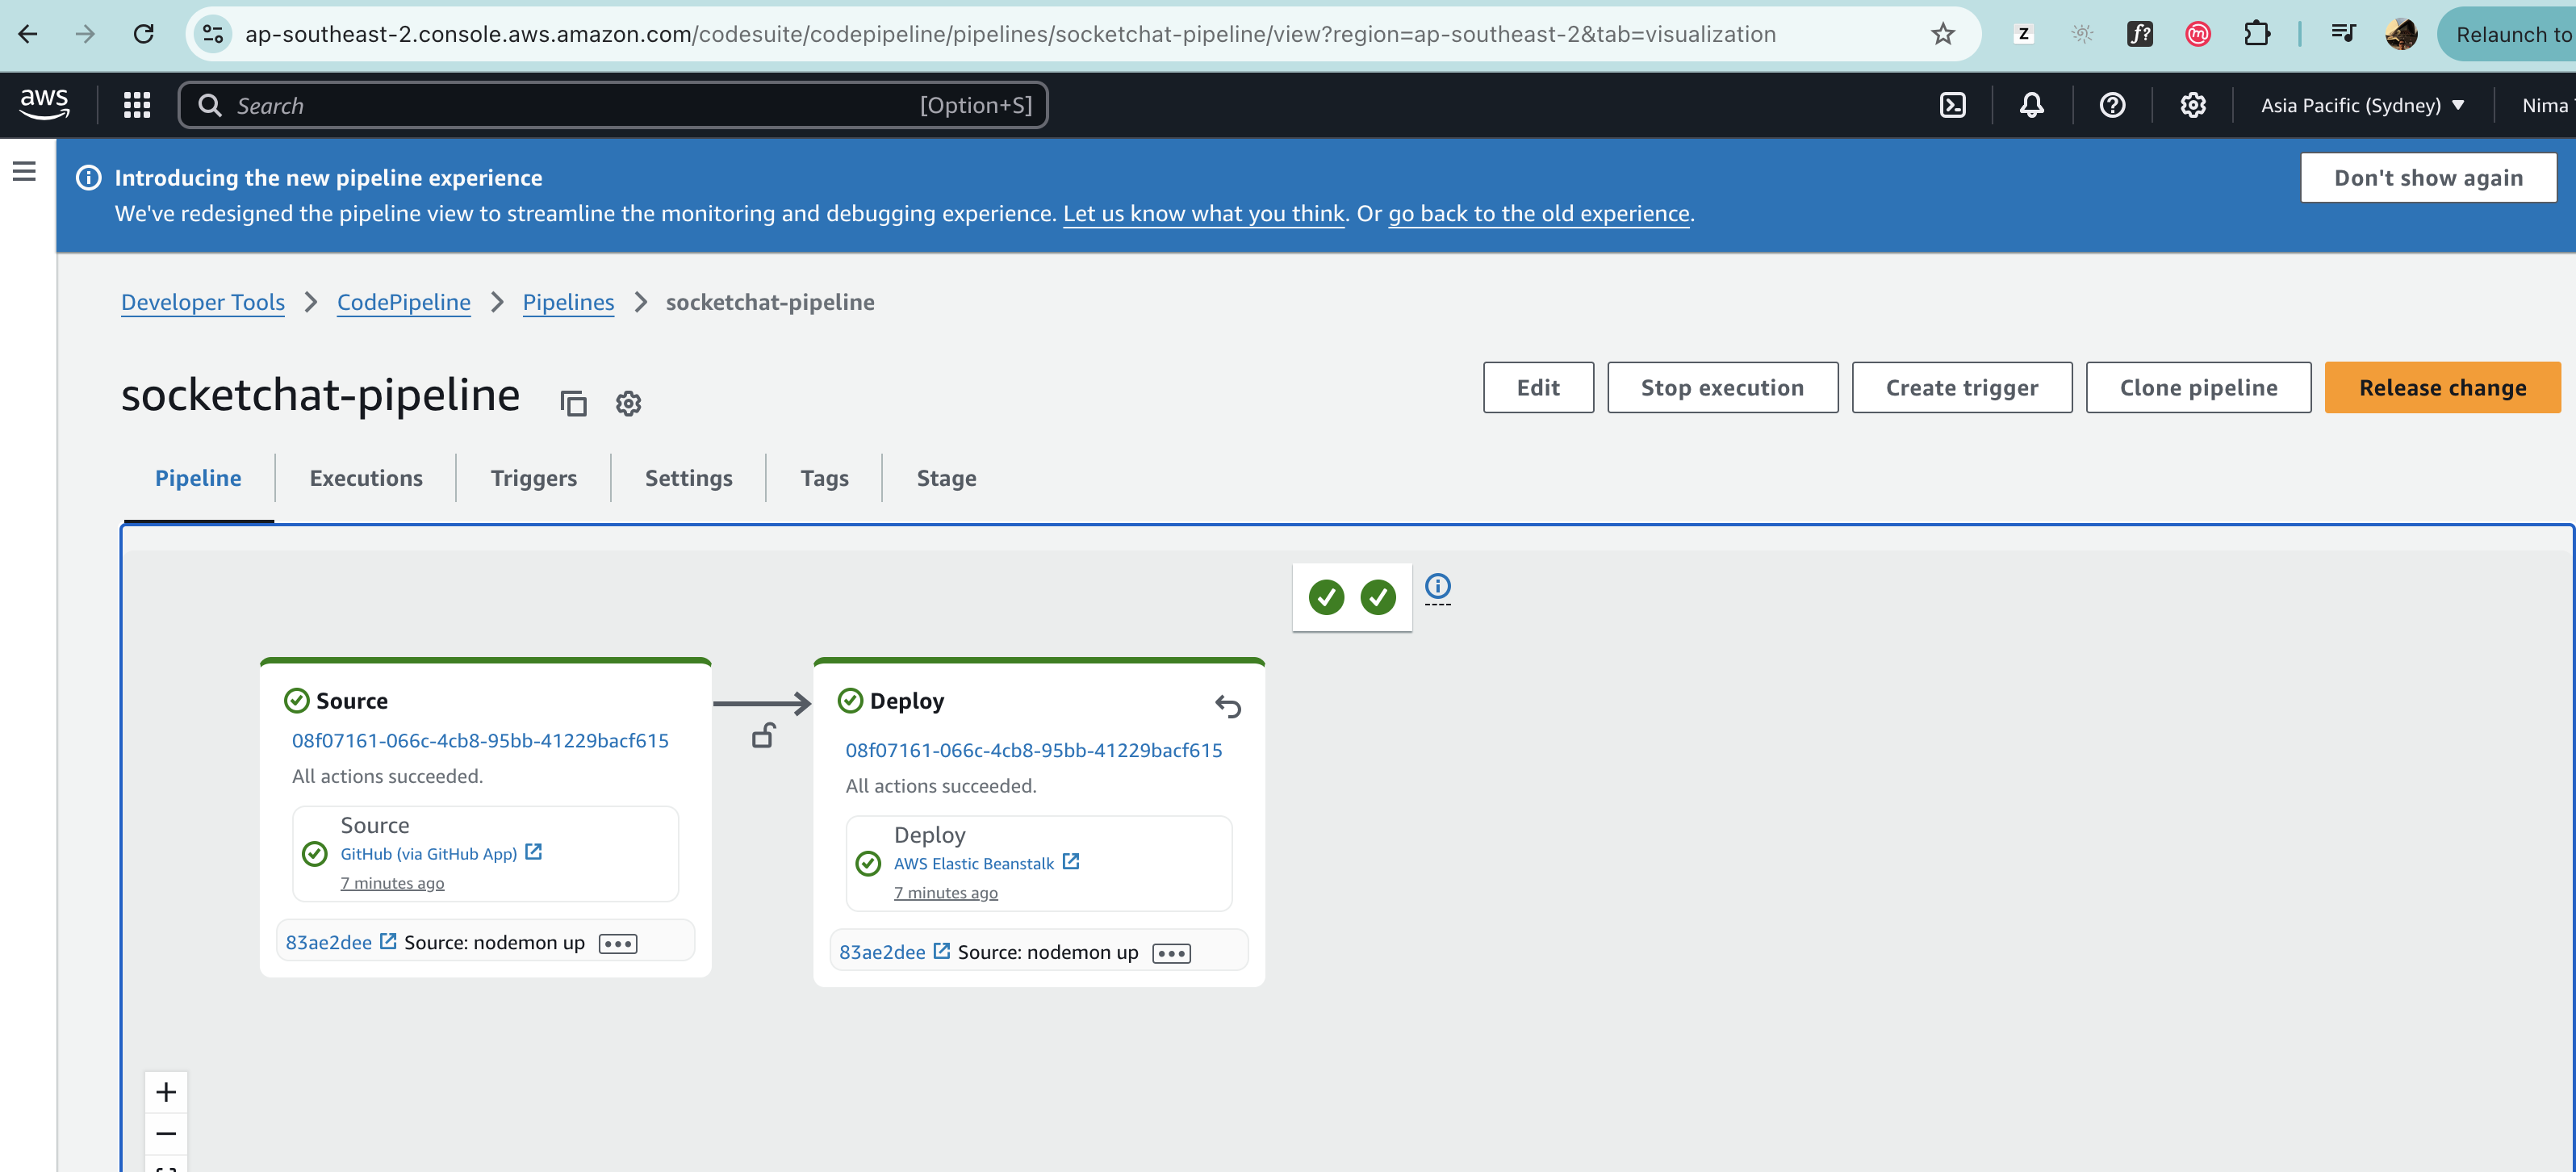 ap-southeast-2.console.aws.amazon.com/codesuite/codepipeline/pipelines/socketchat-pipeline/view?region=ap-southeast-2&tab=visualization
Z
f?
m
Relaunch to
aws
Search
[Option+S]
Asia Pacific (Sydney)
Nima
Introducing the new pipeline experience
Don't show again
We've redesigned the pipeline view to streamline the monitoring and debugging experience. Let us know what you think. Or go back to the old experience.
Developer Tools
CodePipeline
Pipelines
socketchat-pipeline
socketchat-pipeline
Edit
Stop execution
Create trigger
Clone pipeline
Release change
Pipeline
Executions
Triggers
Settings
Tags
Stage
Source
08f07161-066c-4cb8-95bb-41229bacf615
All actions succeeded.
Source
GitHub (via GitHub App)
7 minutes ago
83ae2dee Source: nodemon up
Deploy
08f07161-066c-4cb8-95bb-41229bacf615
All actions succeeded.
Deploy
AWS Elastic Beanstalk
7 minutes ago
83ae2dee Source: nodemon up